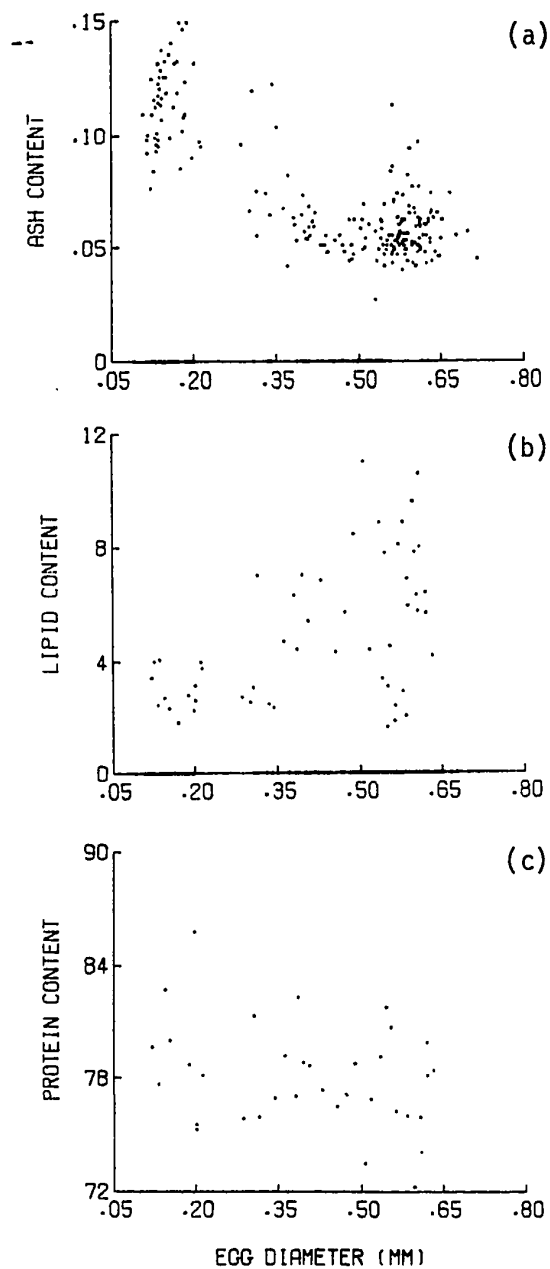 (a)
.15
.10
.05
0
ASH CONTENT
.05 .20 .35 .50 .65 .80
(b)
12
8
4
0
LIPID CONTENT
.05 .20 .35 .50 .65 .80
(c)
90
84
78
72
PROTEIN CONTENT
.05 .20 .35 .50 .65 .80
EGG DIAMETER (MM)